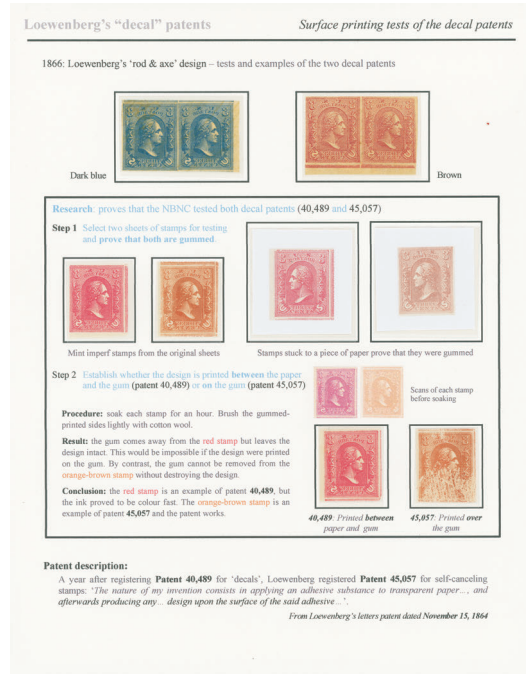 Loewenberg's "decal" patents
Surface printing tests of the decal patents
1866: Loewenberg's 'rod & axe' design – tests and examples of the two decal patents
Dark blue
Brown
Research: proves that the NBNC tested both decal patents (40,489 and 45,057)
Step 1 Select two sheets of stamps for testing
and prove that both are gummed.
Mint imperf stamps from the original sheets
Stamps stuck to a piece of paper prove that they were gummed
Step 2 Establish whether the design is printed between the paper
and the gum (patent 40,489) or on the gum (patent 45,057)
Scans of each stamp
before soaking
Procedure: soak each stamp for an hour. Brush the gummed-
printed sides lightly with cotton wool.
Result: the gum comes away from the red stamp but leaves the
design intact. This would be impossible if the design were printed
on the gum. By contrast, the gum cannot be removed from the
orange-brown stamp without destroying the design.
Conclusion: the red stamp is an example of patent 40,489, but
the ink proved to be colour fast. The orange-brown stamp is an
example of patent 45,057 and the patent works.
40,489: Printed between
paper and gum
45,057: Printed over
the gum
Patent description:
A year after registering Patent 40,489 for 'decals', Loewenberg registered Patent 45,057 for self-canceling
stamps: 'The nature of my invention consists in applying an adhesive substance to transparent paper..., and
afterwards producing any... design upon the surface of the said adhesive...'.
From Loewenberg's letters patent dated November 15, 1864